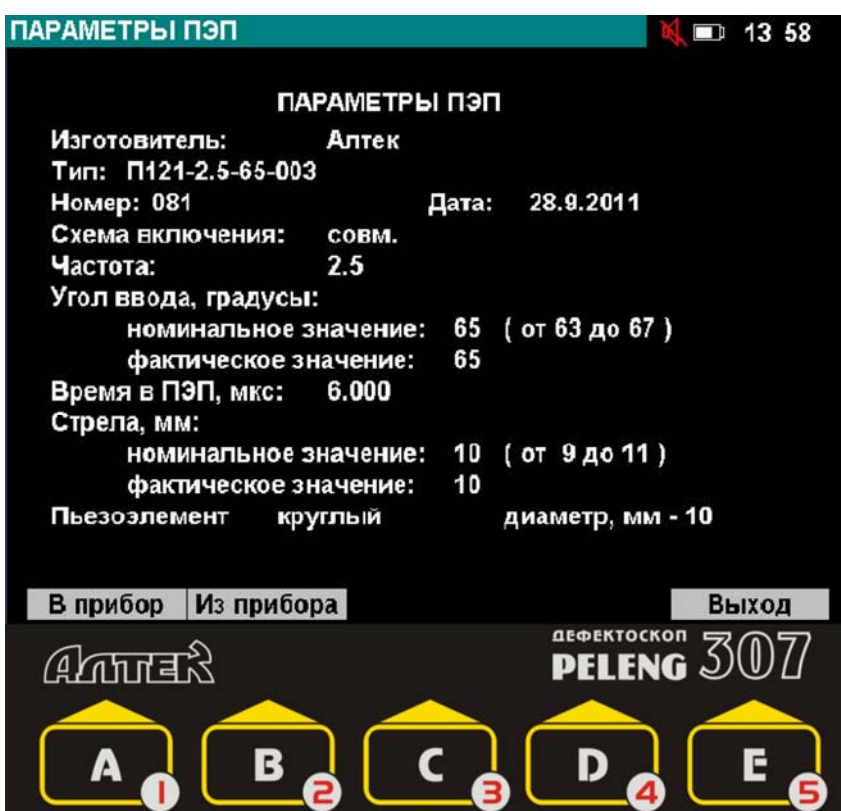 ПАРАМЕТРЫ ПЭП 13 58
ПАРАМЕТРЫ ПЭП
Изготовитель: Алтек
Тип: П121-2.5-65-003
Номер: 081 Дата: 28.9.2011
Схема включения: совм.
Частота: 2.5
Угол ввода, градусы:
номинальное значение: 65 ( от 63 до 67 )
фактическое значение: 65
Время в ПЭП, мкс: 6.000
Стрела, мм:
номинальное значение: 10 ( от 9 до 11 )
фактическое значение: 10
Пьезоэлемент круглый диаметр, мм - 10
В прибор Из прибора Выход
АЛТЕК ДЕФЕКТОСКОП
PELENG 307
A B C D E
1 2 3 4 5